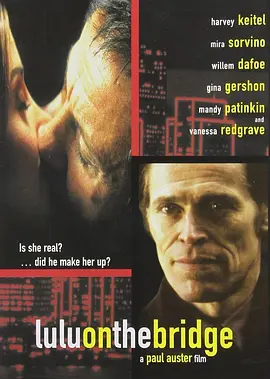 harvey keitel
mira sorvino
willem dafoe
gina gershon
mandy patinkin
and
vanessa redgrave
Is she real?
... did he make her up?
luluonthebridge
a paul auster film